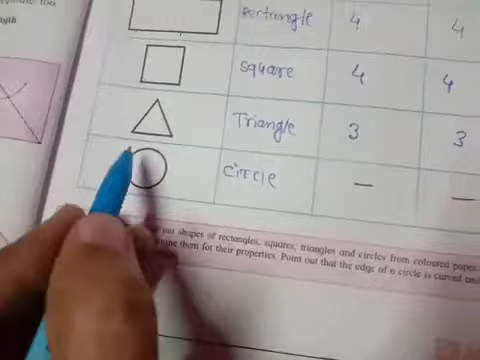 Rectangle 4 4
Square 4 4
Triangle 3 3
Circle — —
out shapes of rectangles, squares, triangles and circles from coloured paper
them for their properties. Point out that the edge of a circle is curved and